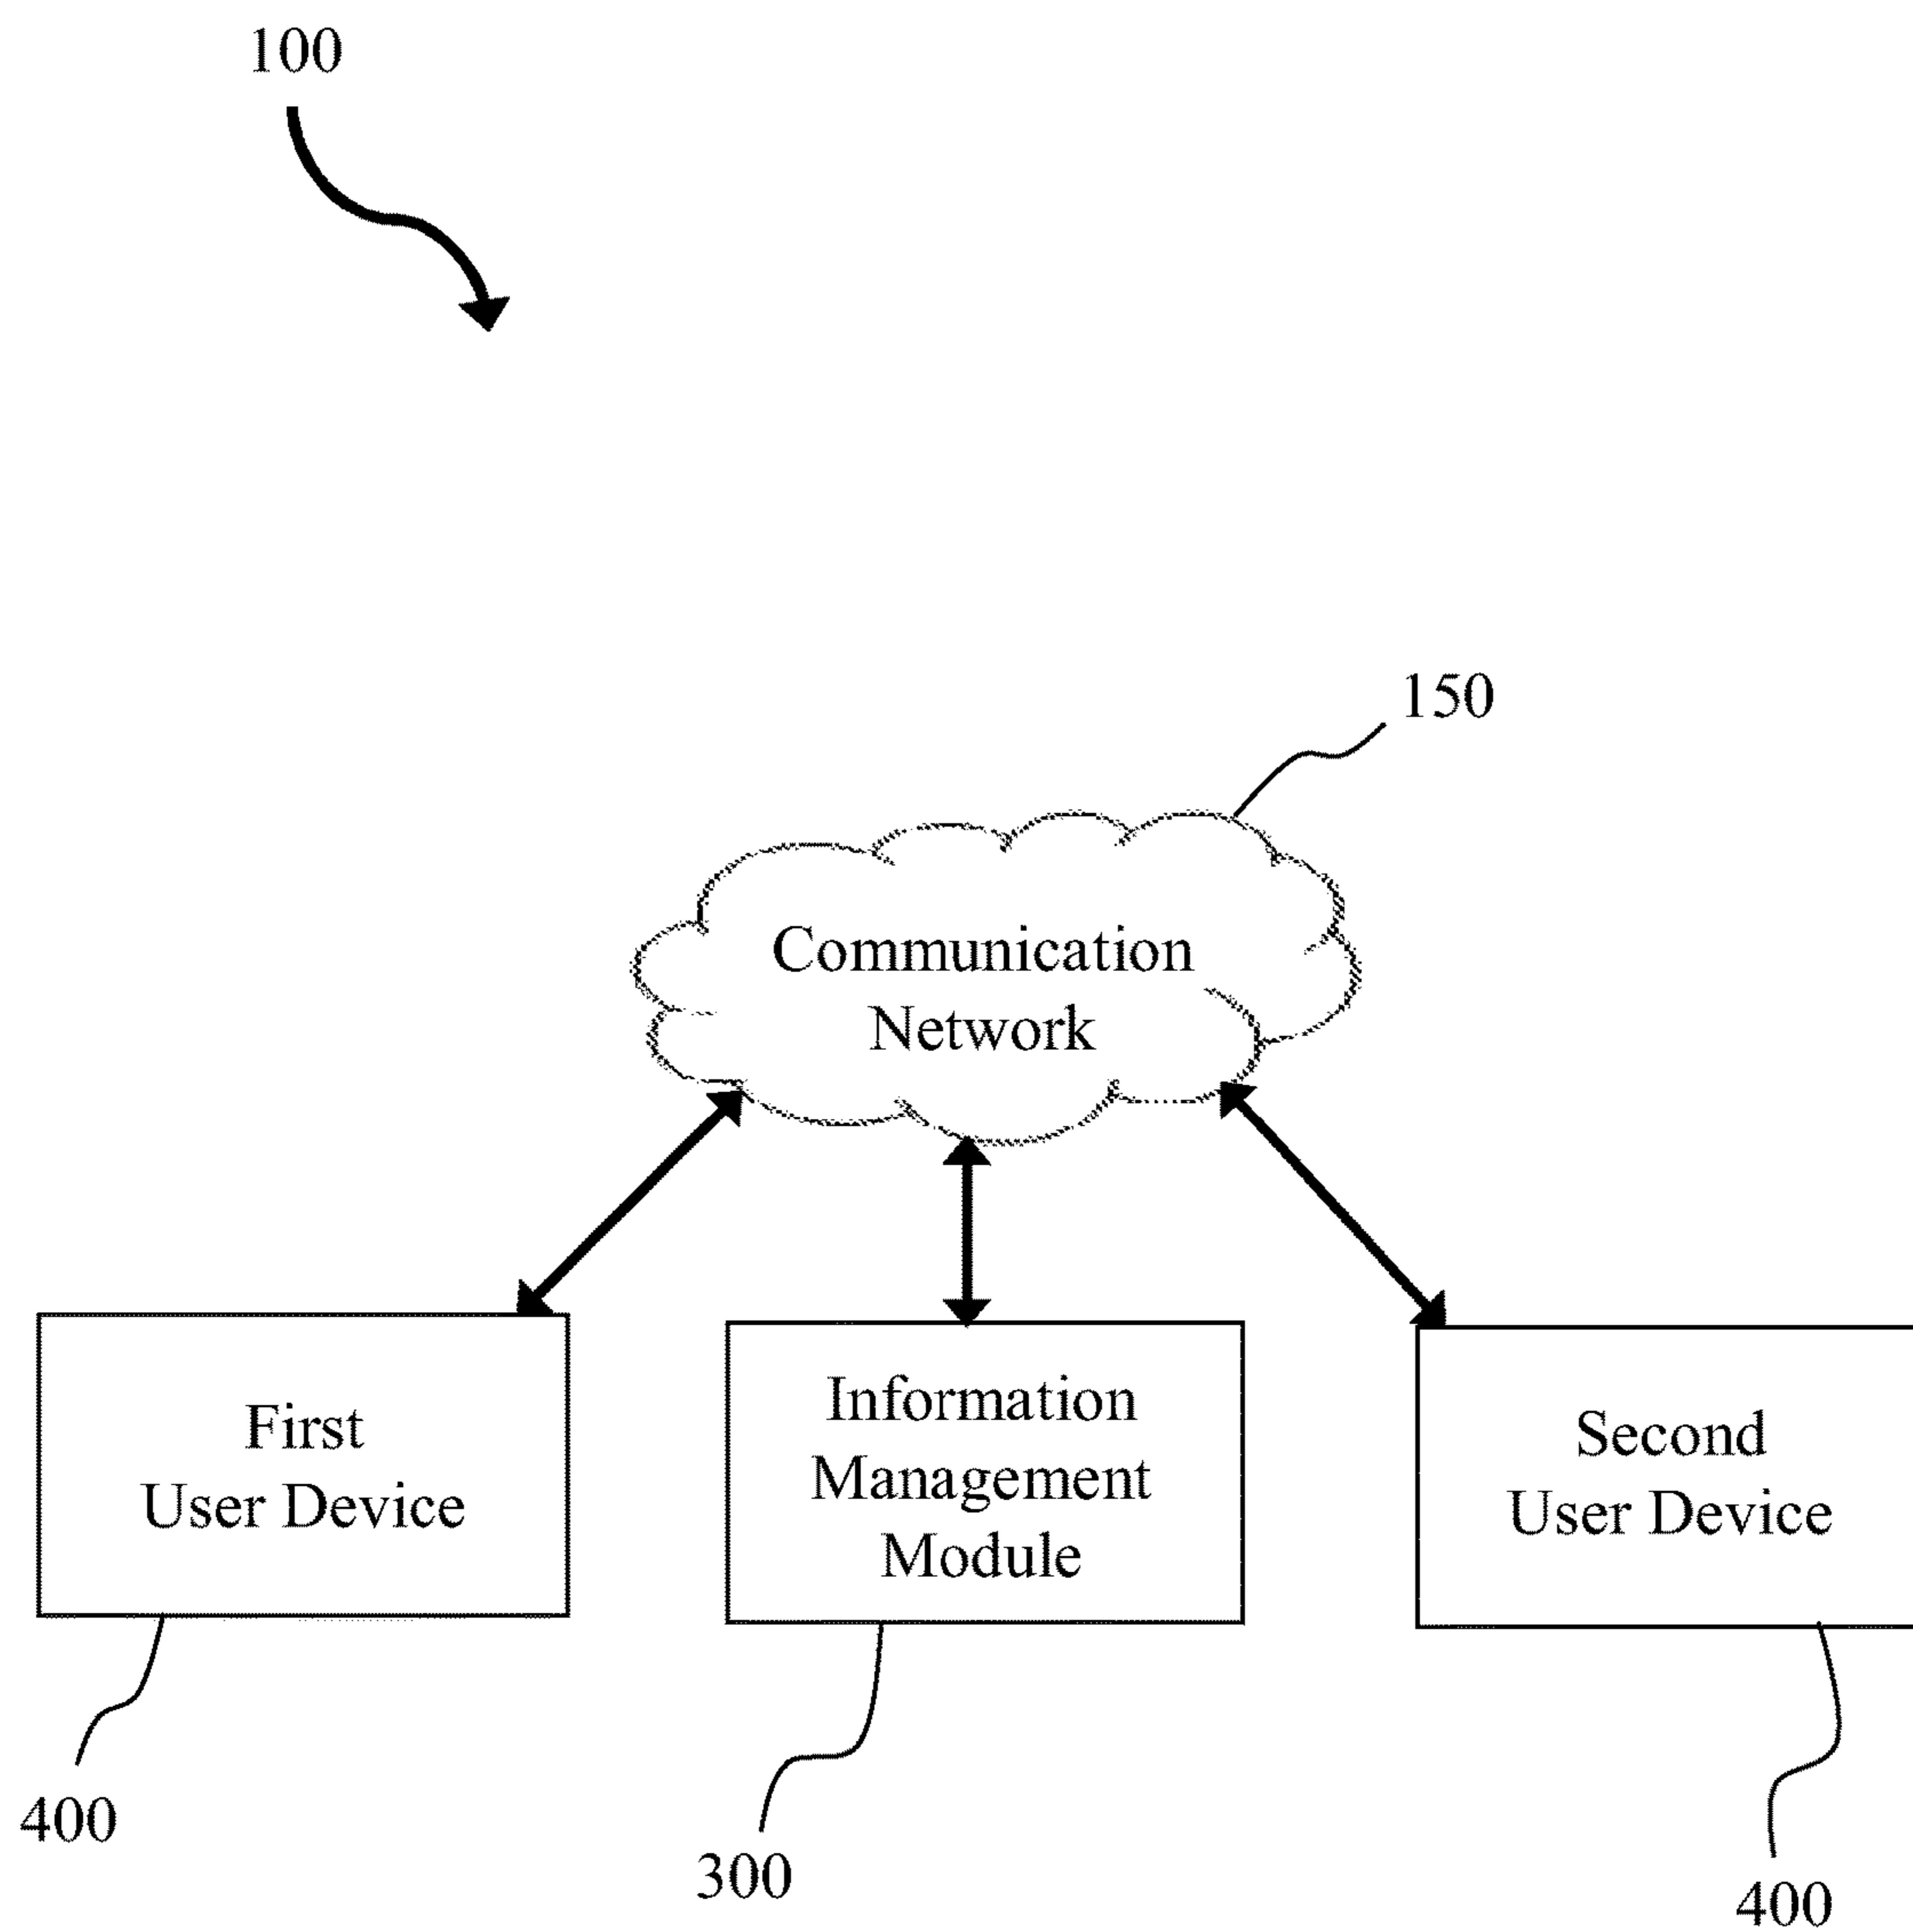 100
150
Communication
Network
First
User Device
Information
Management
Module
Second
User Device
400
300
400